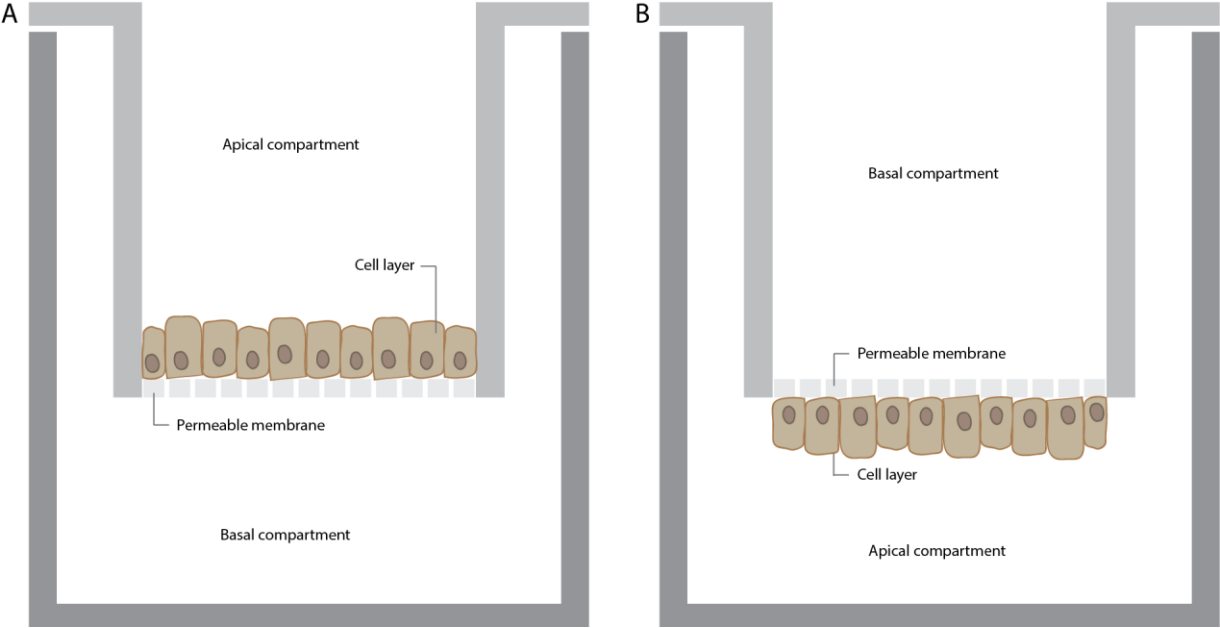 A
Apical compartment
Cell layer
Permeable membrane
Basal compartment
B
Basal compartment
Permeable membrane
Cell layer
Apical compartment